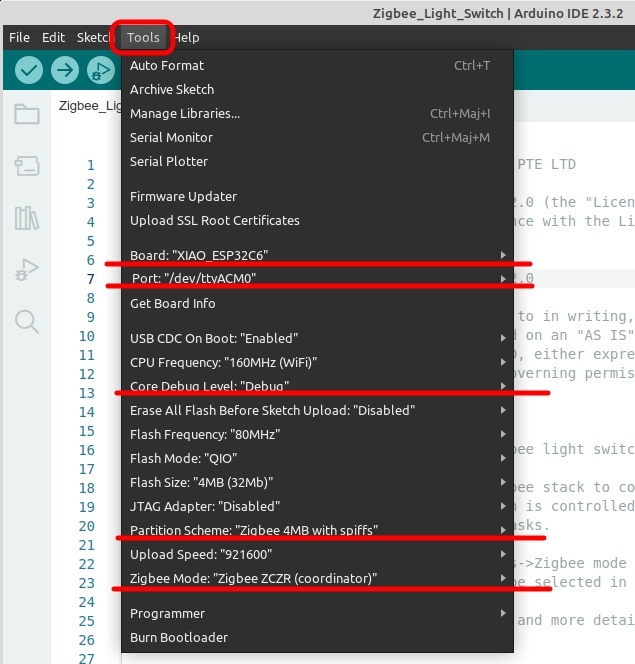 Zigbee_Light_Switch | Arduino IDE 2.3.2
File Edit Sketch Tools Help
Auto Format Ctrl+T
Zigbee_Lig Archive Sketch
Manage Libraries... Ctrl+Maj+I
Serial Monitor Ctrl+Maj+M
Serial Plotter
1 PTE LTD
2
Firmware Updater
3 2.0 (the "Licen
Upload SSL Root Certificates
4 nce with the Li
5
Board: "XIAO_ESP32C6"
6
Port: "/dev/ttyACM0"
7 2.0
8
Get Board Info
9 to in writing,
10 d on an "AS IS"
USB CDC On Boot: "Enabled"
11 , either expre
CPU Frequency: "160MHz (WiFi)"
12 overning permis
Core Debug Level: "Debug"
13
14
Erase All Flash Before Sketch Upload: "Disabled"
15
Flash Frequency: "80MHz"
16 bee light switc
Flash Mode: "QIO"
17
Flash Size: "4MB (32Mb)"
18 bee stack to co
19 n is controlled
JTAG Adapter: "Disabled"
20 asks.
Partition Scheme: "Zigbee 4MB with spiffs"
21
Upload Speed: "921600"
22 s->Zigbee mode
23 be selected in
Zigbee Mode: "Zigbee ZCZR (coordinator)"
24
25 and more detai
Programmer
26
Burn Bootloader
27